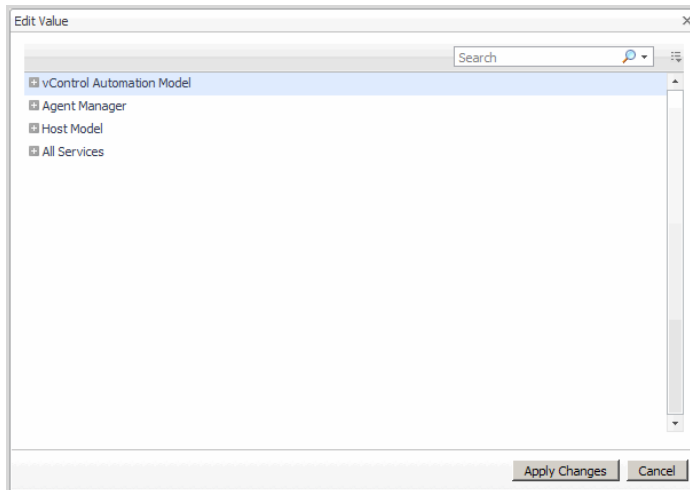 Edit Value
Search
vControl Automation Model
Agent Manager
Host Model
All Services
Apply Changes Cancel